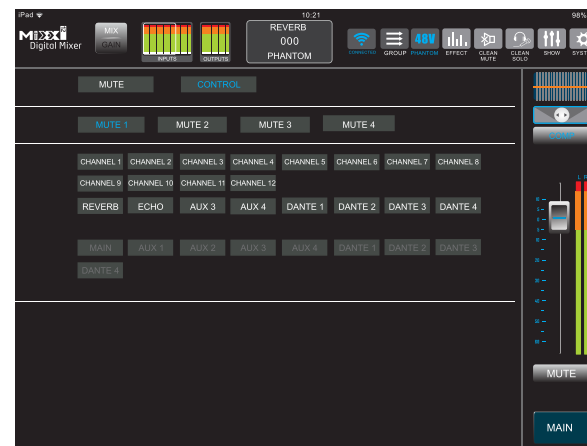 iPad 10:21 98%
MiXXi
Digital Mixer
MIX
GAIN
INPUTS OUTPUTS
REVERB
000
PHANTOM
CONNECTED GROUP 48V PHANTOM EFFECT CLEAN MUTE CLEAN SOLO SHOW SYST
MUTE CONTROL
MUTE 1 MUTE 2 MUTE 3 MUTE 4
CHANNEL 1 CHANNEL 2 CHANNEL 3 CHANNEL 4 CHANNEL 5 CHANNEL 6 CHANNEL 7 CHANNEL 8
CHANNEL 9 CHANNEL 10 CHANNEL 11 CHANNEL 12
REVERB ECHO AUX 3 AUX 4 DANTE 1 DANTE 2 DANTE 3 DANTE 4
MAIN AUX 1 AUX 2 AUX 3 AUX 4 DANTE 1 DANTE 2 DANTE 3
DANTE 4
COMP
L
MUTE
MAIN